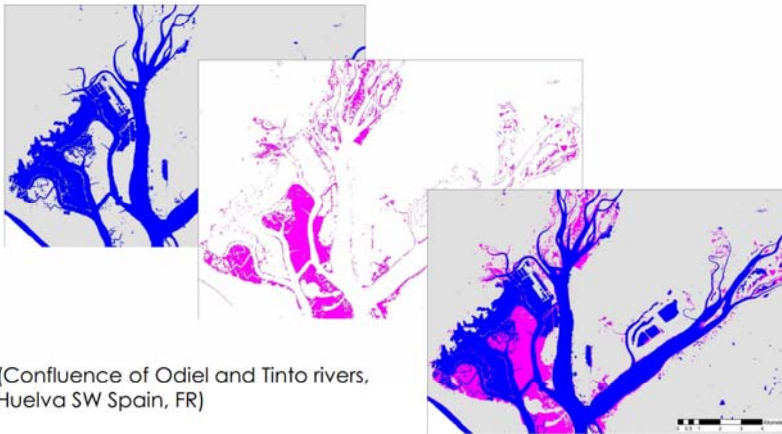 (Confluence of Odiel and Tinto rivers,
Huelva SW Spain, FR)